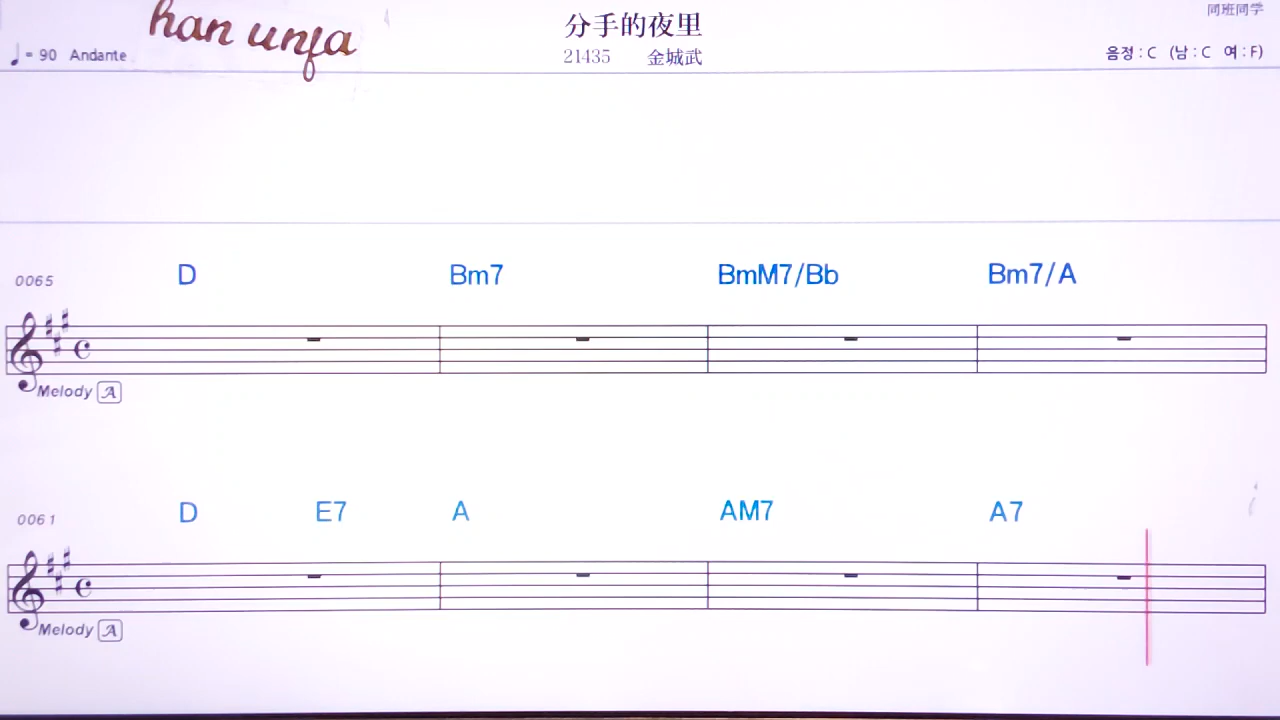 han unfa
分手的夜里
同班同学
♩= 90 Andante
21435 金城武
음정 : C (남 : C 여 : F)
0065 D Bm7 BmM7/Bb Bm7/A
Melody A
0061 D E7 A AM7 A7
Melody A